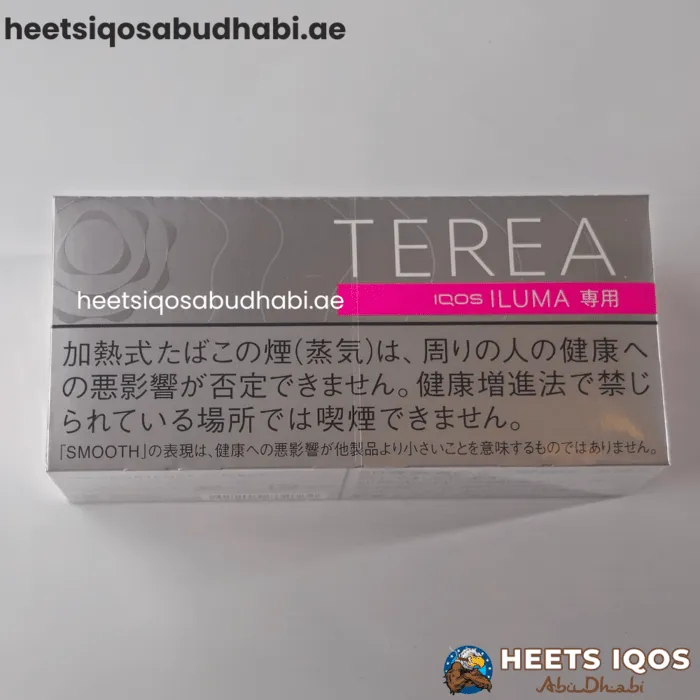 heetsiqosabudhabi.ae
TEREA
heetsiqosabudhabi.ae
IQOS ILUMA 専用
加熱式たばこの煙(蒸気)は、周りの人の健康へ
の悪影響が否定できません。健康増進法で禁じ
られている場所では喫煙できません。
「SMOOTH」の表現は、健康への悪影響が他製品より小さいことを意味するものではありません。
HEETS IQOS
Abu Dhabi